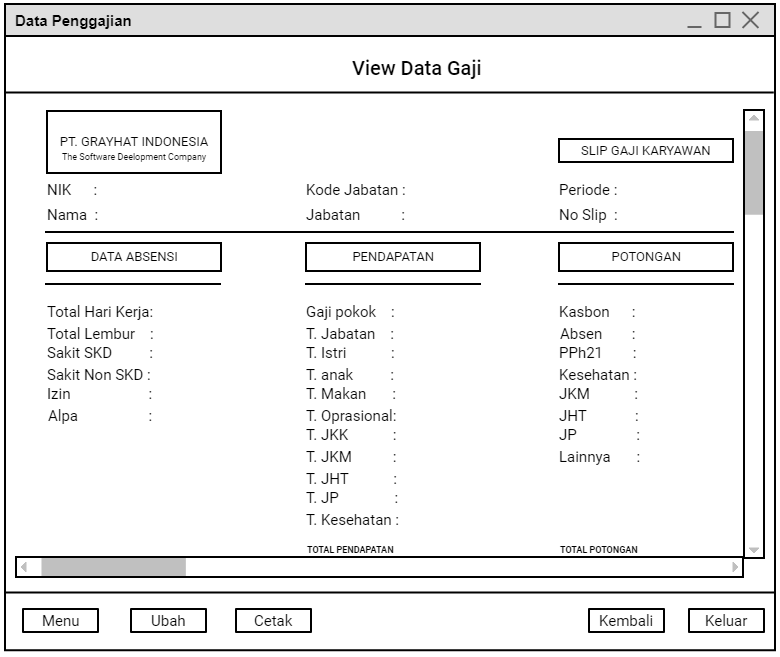 Data Penggajian
View Data Gaji
PT. GRAYHAT INDONESIA
The Software Deelopment Company
SLIP GAJI KARYAWAN
NIK :
Kode Jabatan :
Periode :
Nama :
Jabatan :
No Slip :
DATA ABSENSI
PENDAPATAN
POTONGAN
Total Hari Kerja:
Total Lembur :
Sakit SKD :
Sakit Non SKD :
Izin :
Alpa :
Gaji pokok :
T. Jabatan :
T. Istri :
T. anak :
T. Makan :
T. Oprasional:
T. JKK :
T. JKM :
T. JHT :
T. JP :
T. Kesehatan :
TOTAL PENDAPATAN
Kasbon :
Absen :
PPh21 :
Kesehatan :
JKM :
JHT :
JP :
Lainnya :
TOTAL POTONGAN
Menu
Ubah
Cetak
Kembali
Keluar